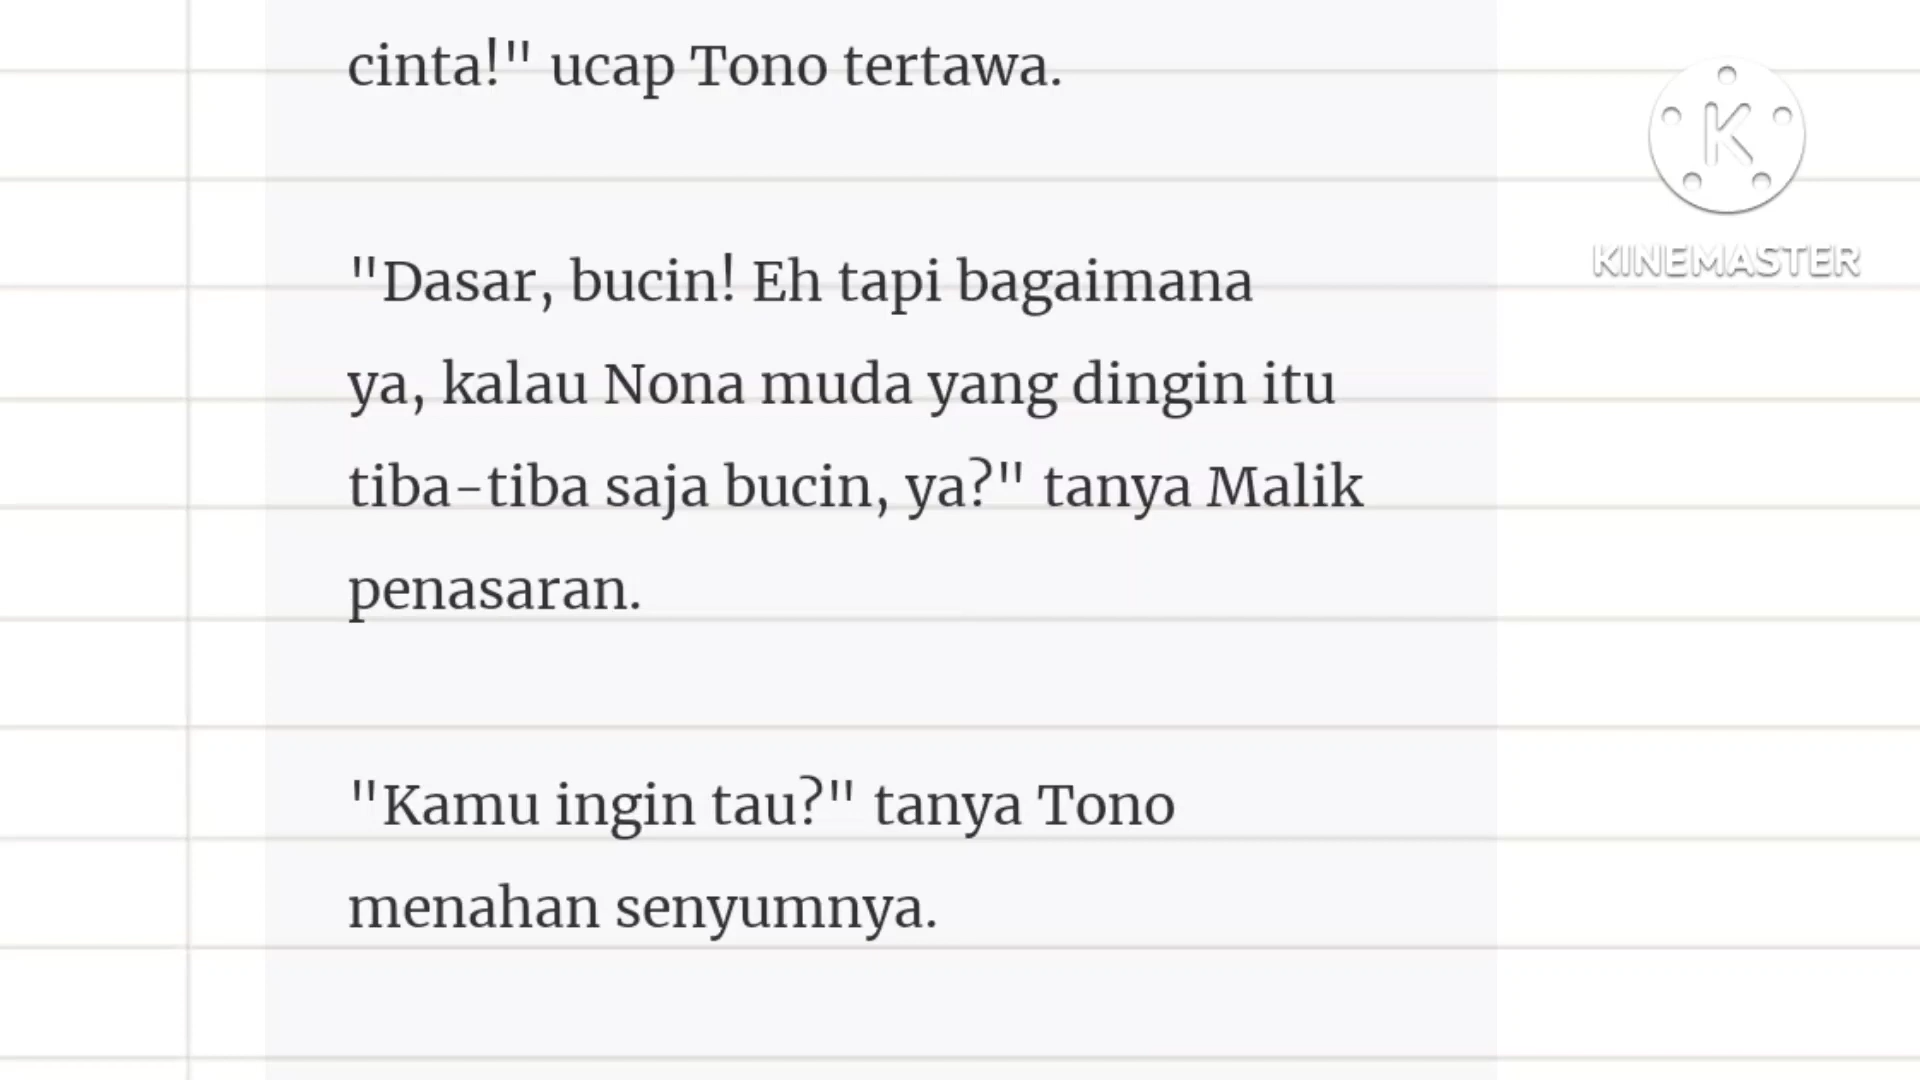 cinta!" ucap Tono tertawa.
"Dasar, bucin! Eh tapi bagaimana
ya, kalau Nona muda yang dingin itu
tiba-tiba saja bucin, ya?" tanya Malik
penasaran.
"Kamu ingin tau?" tanya Tono
menahan senyumnya.
K
KINEMASTER